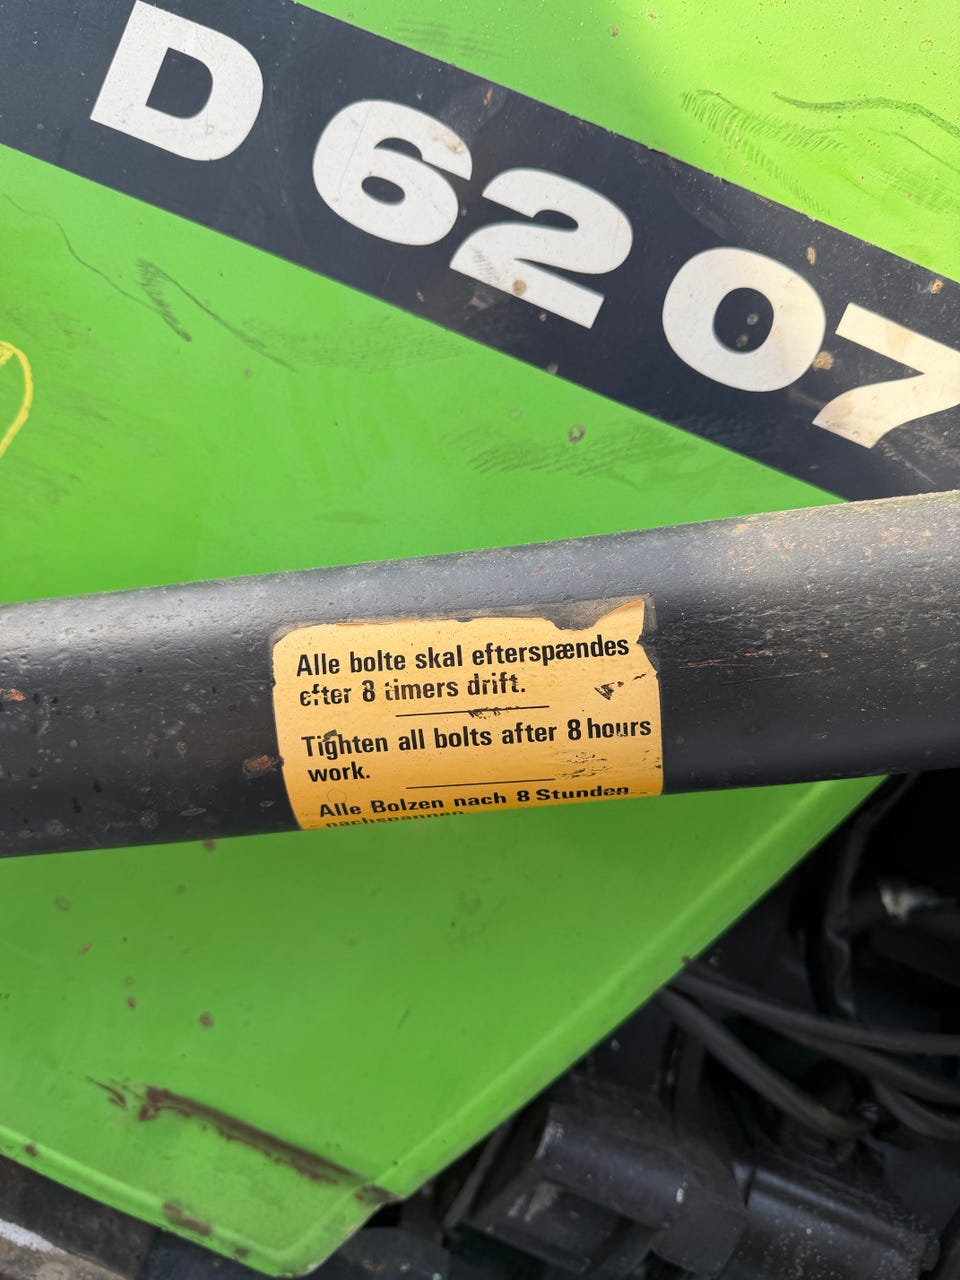 D 6207
Alle bolte skal efterspændes
efter 8 timers drift.
Tighten all bolts after 8 hours
work.
Alle Bolzen nach 8 Stunden
nachspannen